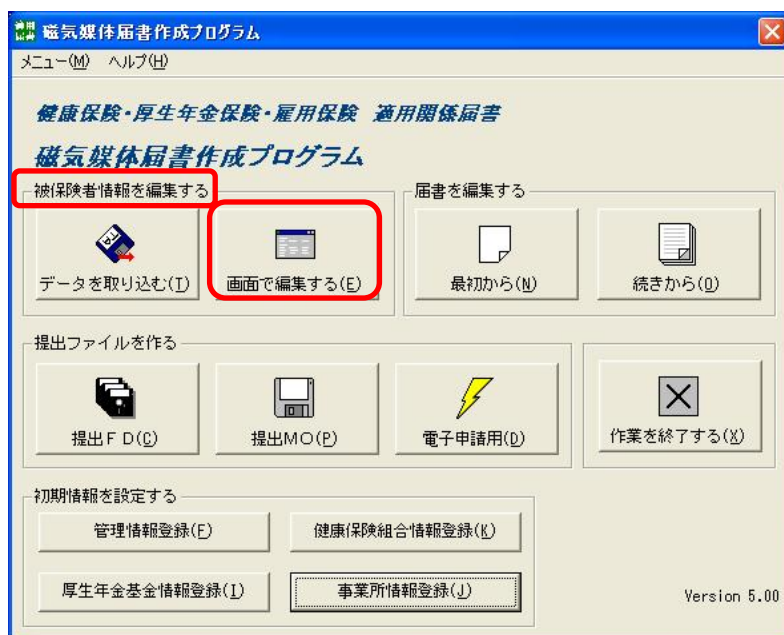 磁気媒体届書作成プログラム
メニュー(M) ヘルプ(H)
健康保険・厚生年金保険・雇用保険 適用関係届書
磁気媒体届書作成プログラム
被保険者情報を編集する
届書を編集する
データを取り込む(T)
画面で編集する(E)
最初から(N)
続きから(O)
提出ファイルを作る
提出FD(C)
提出MO(P)
電子申請用(D)
作業を終了する(X)
初期情報を設定する
管理情報登録(F)
健康保険組合情報登録(K)
厚生年金基金情報登録(I)
事業所情報登録(J)
Version 5.00